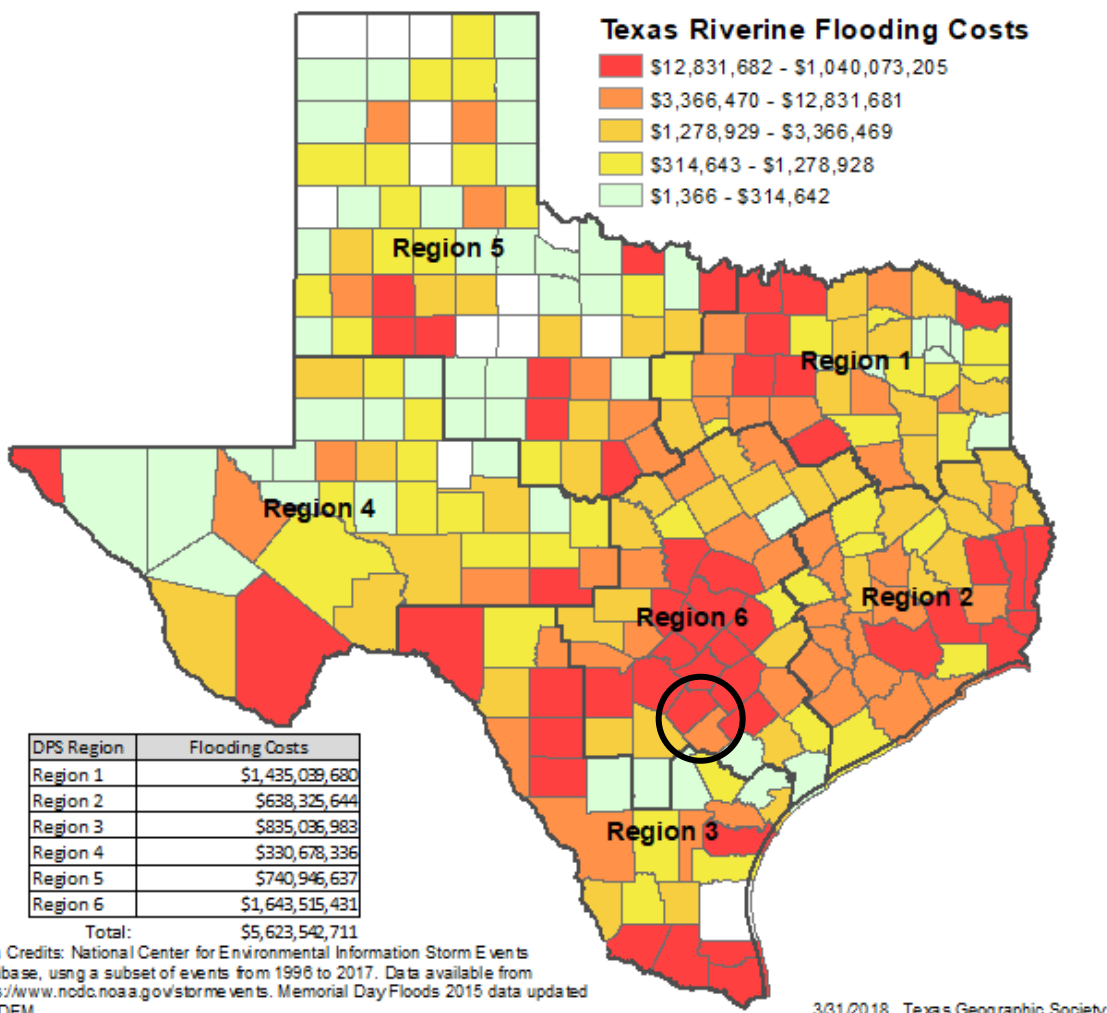 Texas Riverine Flooding Costs
$12,831,682 - $1,040,073,205
$3,366,470 - $12,831,681
$1,278,929 - $3,366,469
$314,643 - $1,278,928
$1,366 - $314,642
Region 5
Region 1
Region 4
Region 2
Region 6
Region 3
DPS Region Flooding Costs
Region 1 $1,435,039,680
Region 2 $638,325,644
Region 3 $835,036,983
Region 4 $330,678,336
Region 5 $740,946,637
Region 6 $1,643,515,431
Total: $5,623,542,711
Credits: National Center for Environmental Information Storm Events
base, usng a subset of events from 1996 to 2017. Data available from
s://www.ncdc.noaa.gov/stormevents. Memorial Day Floods 2015 data updated
DEM
3/31/2018 Texas Geographic Society